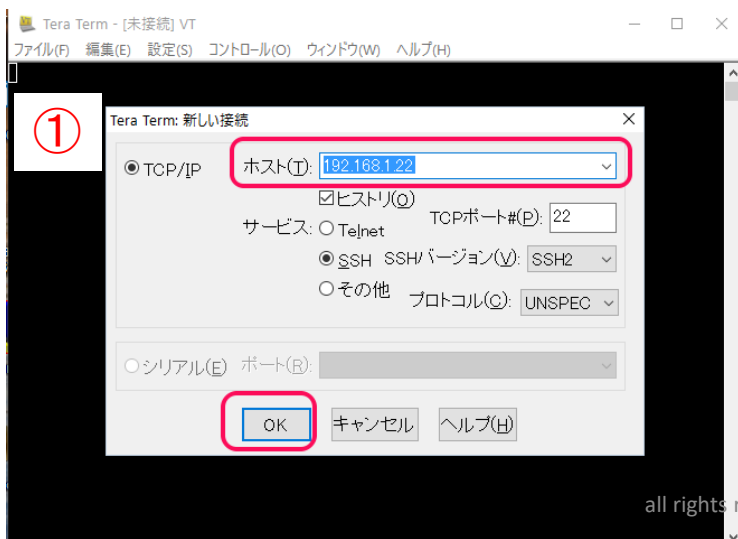 Tera Term - [未接続] VT
ファイル(F) 編集(E) 設定(S) コントロール(O) ウィンドウ(W) ヘルプ(H)
①
Tera Term: 新しい接続
TCP/IP
ホスト(T): 192.168.1.22
ヒストリ(O)
サービス: Telnet
TCPポート#(P): 22
SSH SSHバージョン(V): SSH2
その他
プロトコル(C): UNSPEC
シリアル(E) ポート(R):
OK キャンセル ヘルプ(H)
all rights